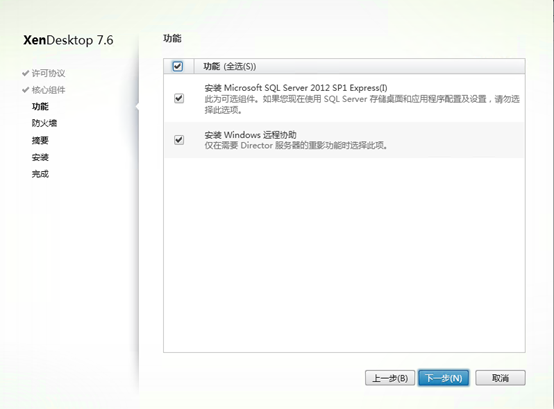 XenDesktop 7.6
许可协议
核心组件
功能
防火墙
摘要
安装
完成
功能
功能 (全选(S))
安装 Microsoft SQL Server 2012 SP1 Express(I)
此为可选组件。如果您现在使用 SQL Server 存储桌面和应用程序配置及设置，请勿选
择此选项。
安装 Windows 远程协助
仅在需要 Director 服务器的重影功能时选择此项。
上一步(B)
下一步(N)
取消